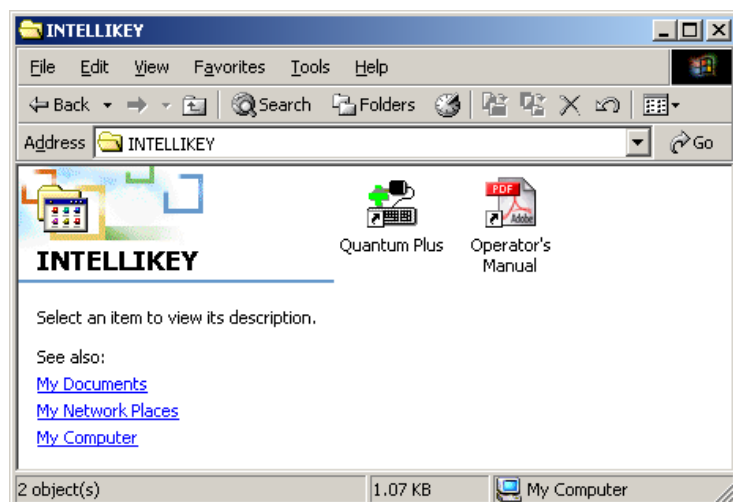 INTELLIKEY
File Edit View Favorites Tools Help
Back Search Folders
Address INTELLIKEY Go
INTELLIKEY
Quantum Plus
PDF
Adobe
Operator's
Manual
Select an item to view its description.
See also:
My Documents
My Network Places
My Computer
2 object(s) 1.07 KB My Computer